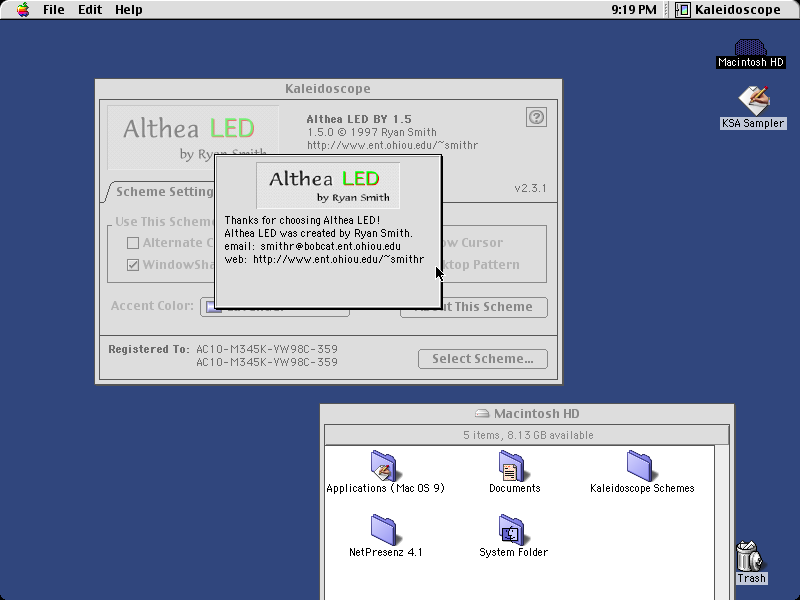 File Edit Help
9:19 PM
Kaleidoscope
Macintosh HD
KSA Sampler
Kaleidoscope
Althea LED
by Ryan Smith
Althea LED BY 1.5
1.5.0 © 1997 Ryan Smith
http://www.ent.ohiou.edu/~smithr
v2.3.1
Scheme Setting
Use This Scheme
Alternate
WindowSha
ow Cursor
ktop Pattern
Accent Color:
t This Scheme
Althea LED
by Ryan Smith
Thanks for choosing Althea LED!
Althea LED was created by Ryan Smith.
email: smithr@bobcat.ent.ohiou.edu
web: http://www.ent.ohiou.edu/~smithr
Registered To: AC10-M345K-VW98C-359
AC10-M345K-VW98C-359
Select Scheme...
Macintosh HD
5 items, 8.13 GB available
Applications (Mac OS 9)
Documents
Kaleidoscope Schemes
NetPresenz 4.1
System Folder
Trash